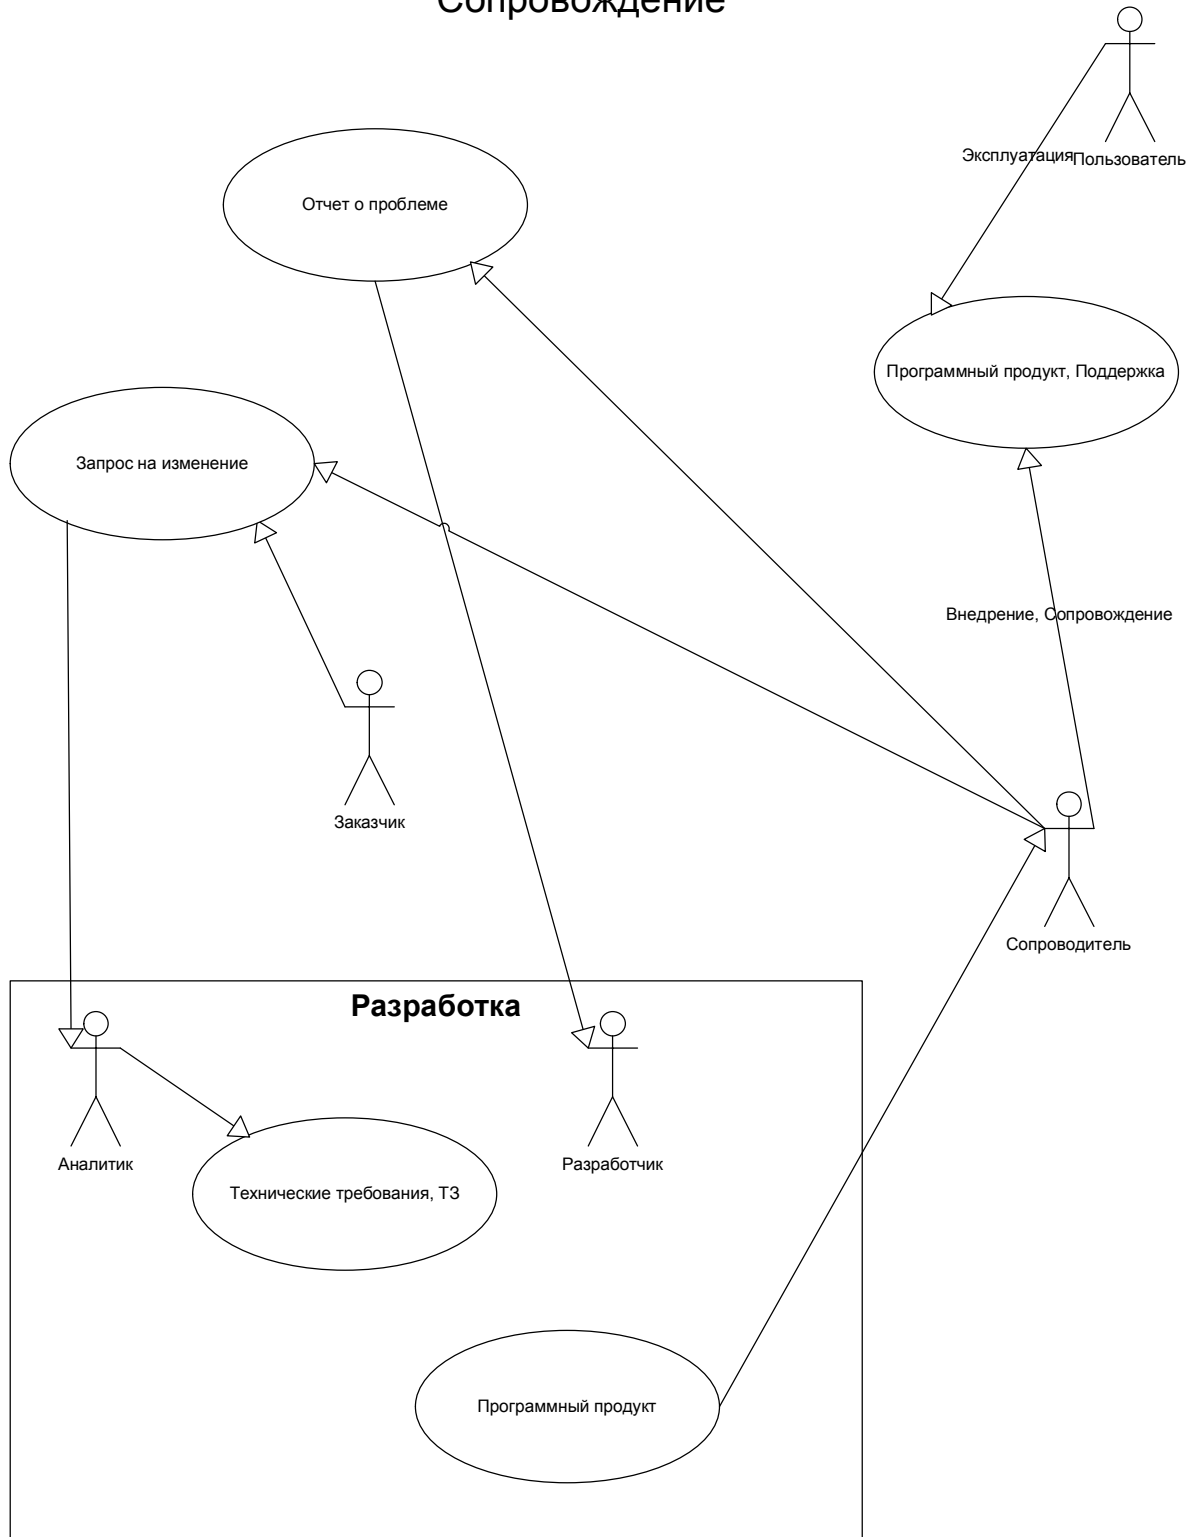 Сопровождение
Эксплуатация
Пользователь
Отчет о проблеме
Программный продукт, Поддержка
Запрос на изменение
Внедрение, Сопровождение
Заказчик
Сопроводитель
Разработка
Аналитик
Разработчик
Технические требования, ТЗ
Программный продукт